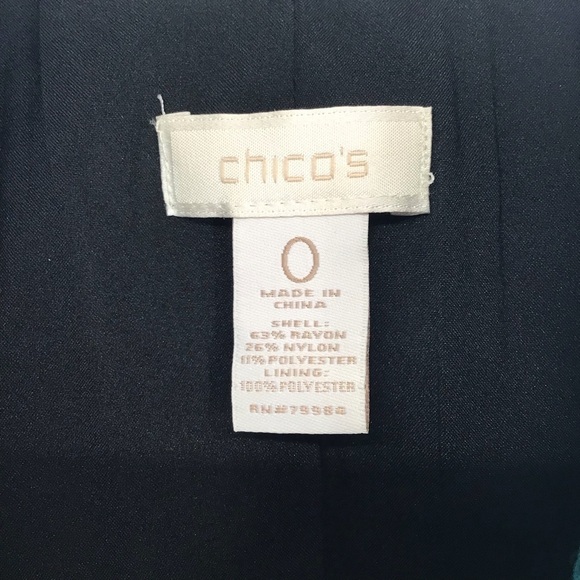 chico's
0
MADE IN
CHINA
SHELL:
63% RAYON
26% NYLON
11% POLYESTER
LINING:
100% POLYESTER
RN#79984